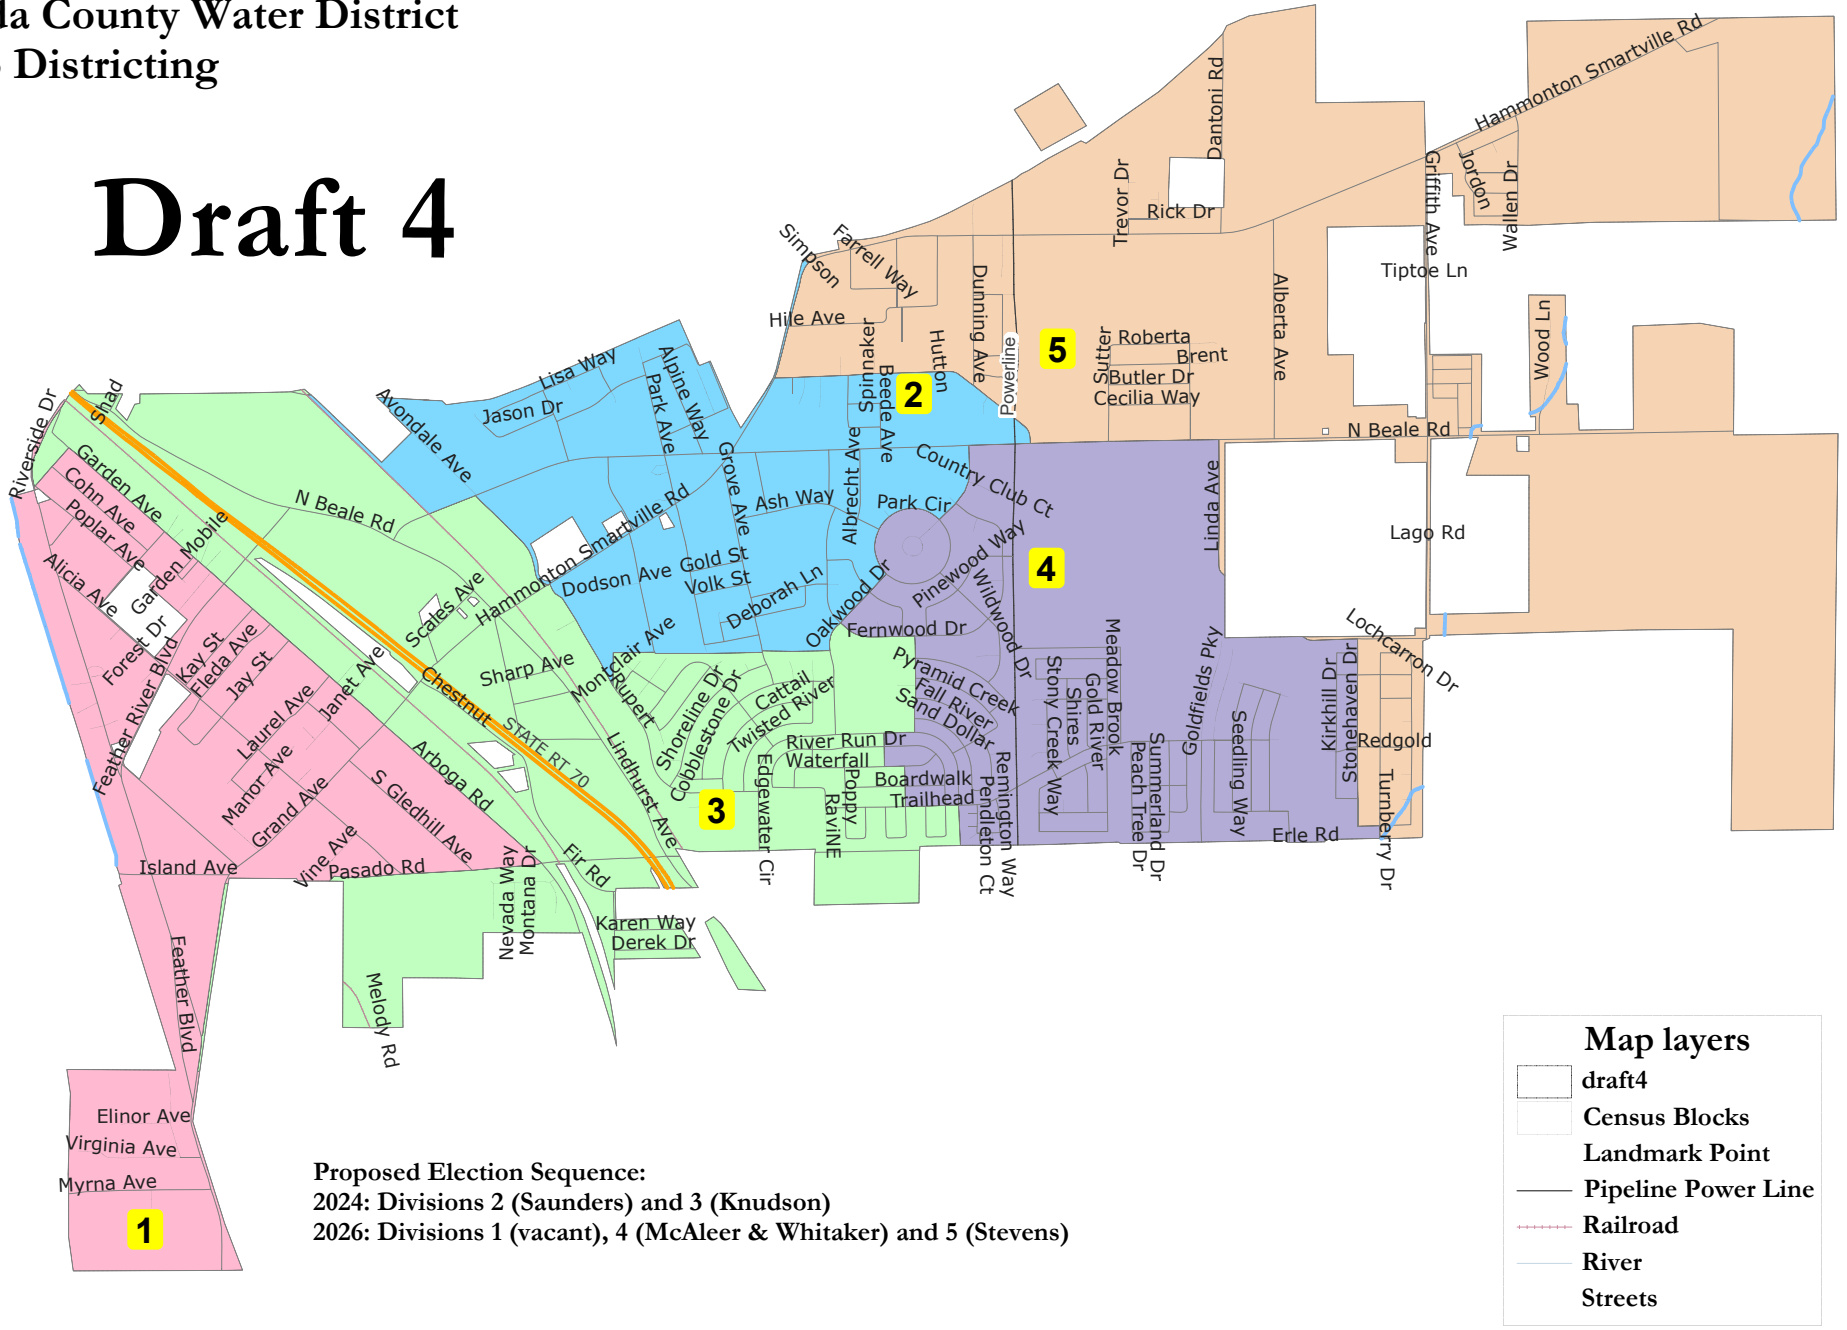 da County Water District
Districting
Draft 4
Hammonton Smartville Rd
Dantoni Rd
Griffith Ave
Jordon
Wallen Dr
Trevor Dr
Rick Dr
Simpson
Farrell Way
Tiptoe Ln
Dunning Ave
Alberta Ave
Hile Ave
Spinnaker
Hutton
Powerline
5
Sutter
Roberta
Brent
Butler Dr
Cecilia Way
Wood Ln
N Beale Rd
Lisa Way
Alpine Way
Jason Dr
Park Ave
Avondale Ave
Beede Ave
2
Riverside Dr
Shad
Garden Ave
Cohn Ave
Poplar Ave
Alicia Ave
Garden
Mobile
N Beale Rd
Grove Ave
Ash Way
Albrecht Ave
Country Club Ct
Park Cir
Linda Ave
Lago Rd
Hammonton Smartville Rd
Dodson Ave
Gold St
Volk St
Deborah Ln
Oakwood Dr
Pinewood Way
Wildwood Dr
4
Scales Ave
Forest Dr
Kay St
Fleda Ave
Jay St
Feather River Blvd
Laurel Ave
Janet Ave
Chestnut
Sharp Ave
Montclair Ave
Rupert
Fernwood Dr
Lochcarron Dr
Manor Ave
Grand Ave
Arboga Rd
S Gledhill Ave
STATE RT 70
Lindhurst Ave
Shoreline Dr
Cobblestone Dr
Cattail
Twisted River
Pyramid Creek
Fall River
Sand Dollar
Stony Creek Way
Shires
Gold River
Meadow Brook
Goldfields Pky
Seedling Way
Kirkhill Dr
Stonehaven Dr
Redgold
Turnberry Dr
River Run Dr
Waterfall
Boardwalk
Trailhead
Poppy
RaviNE
Edgewater Cir
3
Remington Way
Pendleton Ct
Peach Tree Dr
Summerland Dr
Erle Rd
Island Ave
Vine Ave
Pasado Rd
Nevada Way
Montana Dr
Fir Rd
Karen Way
Derek Dr
Feather Blvd
Melody Rd
Elinor Ave
Virginia Ave
Myrna Ave
1
Proposed Election Sequence:
2024: Divisions 2 (Saunders) and 3 (Knudson)
2026: Divisions 1 (vacant), 4 (McAleer & Whitaker) and 5 (Stevens)
Map layers
draft4
Census Blocks
Landmark Point
Pipeline Power Line
Railroad
River
Streets